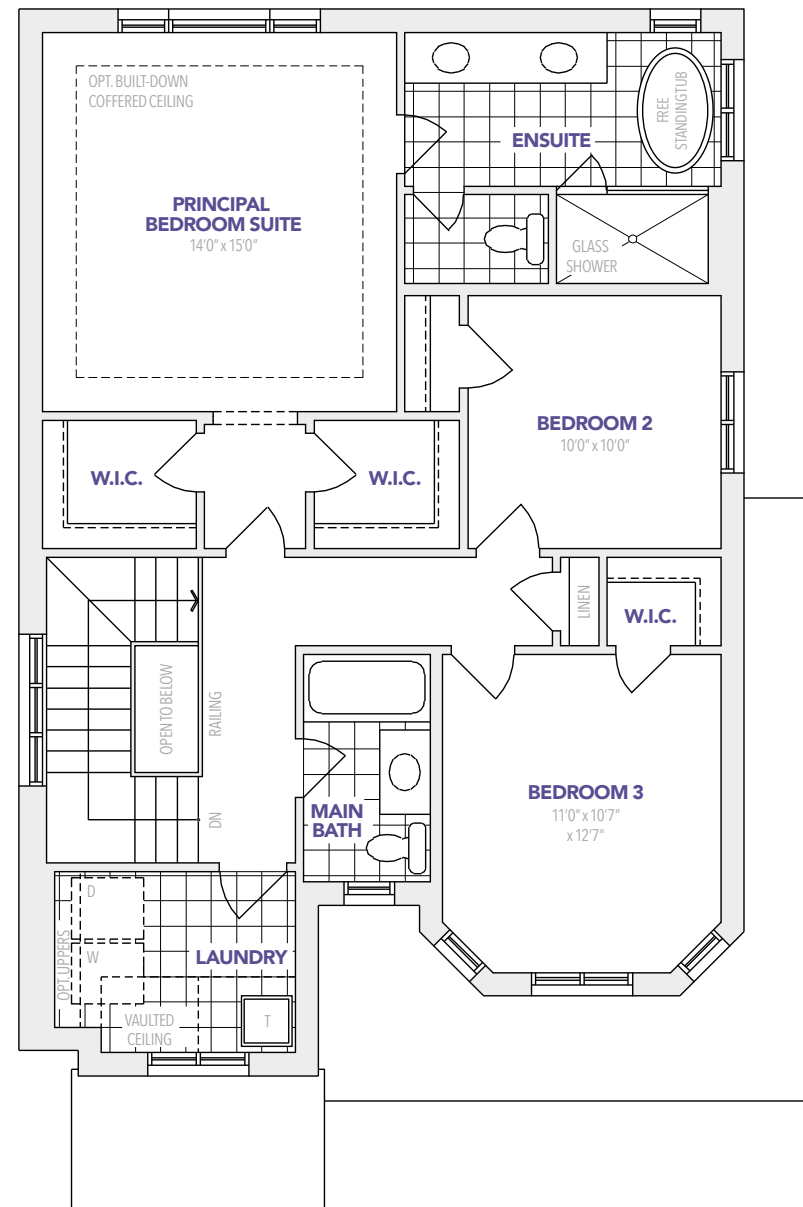 OPT. BUILT-DOWN
COFFERED CEILING
PRINCIPAL
BEDROOM SUITE
14'0" x 15'0"
ENSUITE
FREE
STANDING TUB
GLASS
SHOWER
BEDROOM 2
10'0" x 10'0"
W.I.C.
W.I.C.
LINEN
W.I.C.
OPEN TO BELOW
RAILING
DN
MAIN
BATH
BEDROOM 3
11'0" x 10'7"
x 12'7"
D
W
OPT. UPPERS
LAUNDRY
VAULTED
CEILING
T